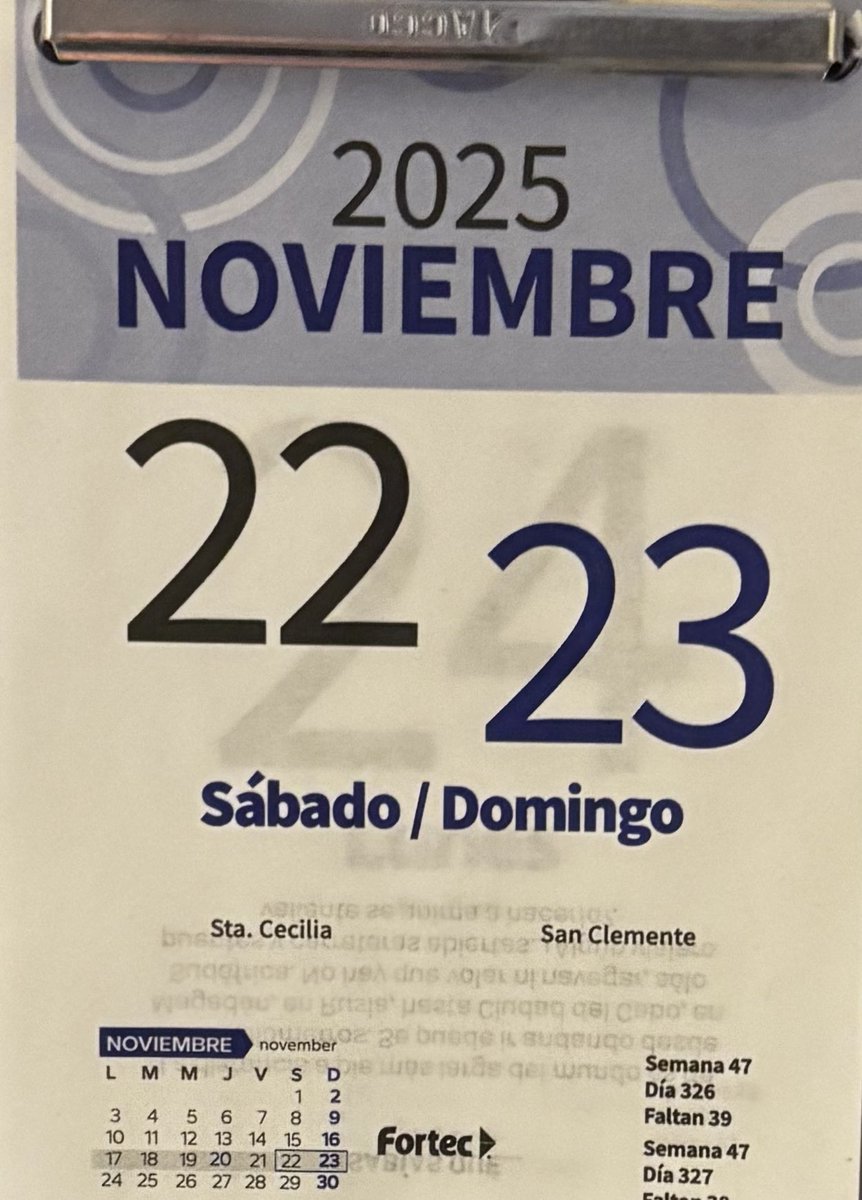 2025
NOVIEMBRE
22 23
Sábado / Domingo
Sta. Cecilia San Clemente
NOVIEMBRE november
L M M J V S D
1 2
3 4 5 6 7 8 9
10 11 12 13 14 15 16
17 18 19 20 21 22 23
24 25 26 27 28 29 30
Fortec
Semana 47
Día 326
Faltan 39
Semana 47
Día 327
Faltan